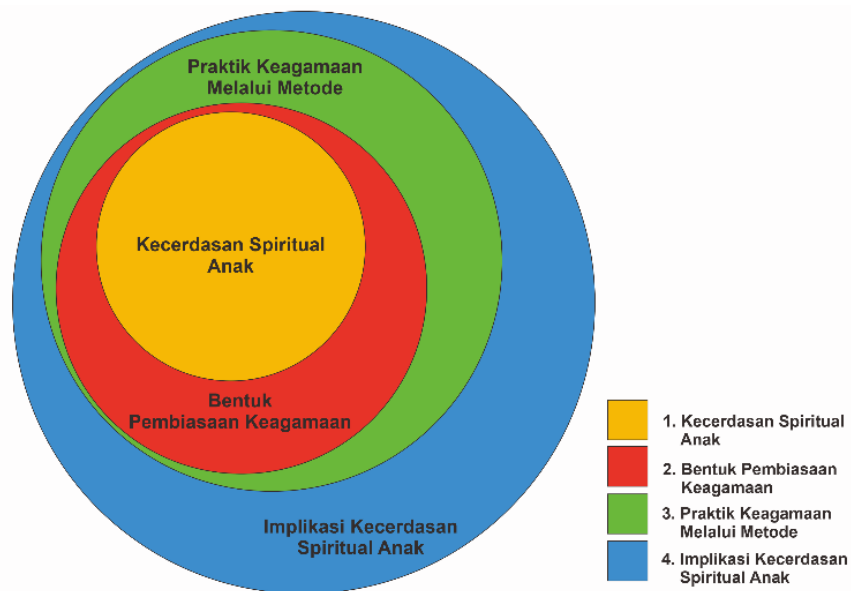 Praktik Keagamaan
Melalui Metode
Kecerdasan Spiritual
Anak
Bentuk
Pembiasaan Keagamaan
Implikasi Kecerdasan
Spiritual Anak
1. Kecerdasan Spiritual
Anak
2. Bentuk Pembiasaan
Keagamaan
3. Praktik Keagamaan
Melalui Metode
4. Implikasi Kecerdasan
Spiritual Anak